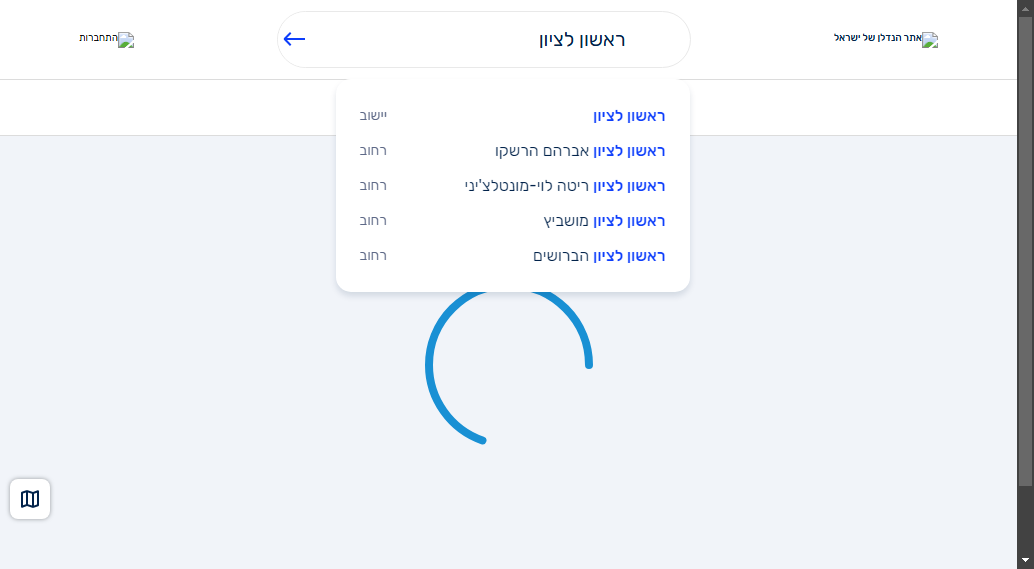 אתר הנדלן של ישראל
ראשון לציון
התחברות
ראשון לציון יישוב
ראשון לציון אברהם הרשקו רחוב
ראשון לציון ריטה לוי-מונטלצ'יני רחוב
ראשון לציון מושביץ רחוב
ראשון לציון הברושים רחוב